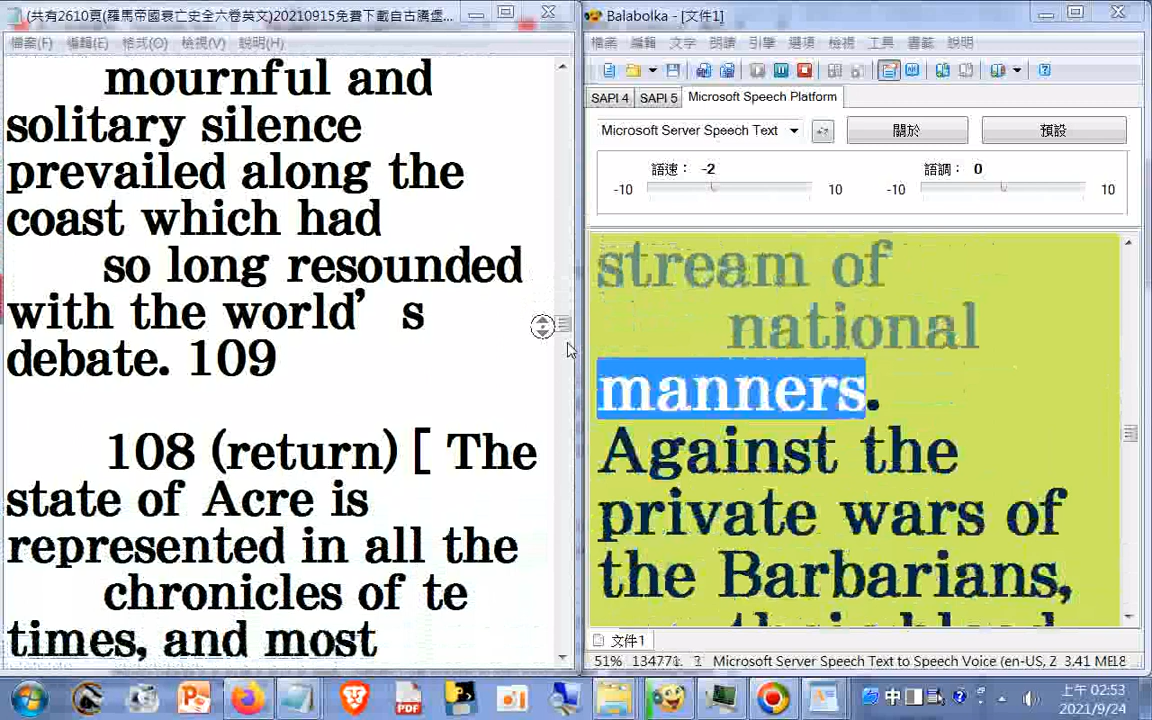 (共有2610頁(羅馬帝國衰亡史全六卷英文)20210915免費下載自古騰堡...
檔案(F) 編輯(E) 格式(O) 檢視(V) 說明(H)
mournful and
solitary silence
prevailed along the
coast which had
so long resounded
with the world’ s
debate. 109
108 (return) [ The
state of Acre is
represented in all the
chronicles of te
times, and most
Balabolka - [文件1]
檔案 編輯 文字 朗讀 引擎 選項 檢視 工具 書籤 說明
SAPI 4 SAPI 5 Microsoft Speech Platform
Microsoft Server Speech Text 關於 預設
語速： -2 語調： 0
-10 10 -10 10
stream of
national
manners.
Against the
private wars of
the Barbarians,
文件1
51% 134771. Microsoft Server Speech Text to Speech Voice (en-US, Z 3.41 ME
中
上午 02:53
2021/9/24